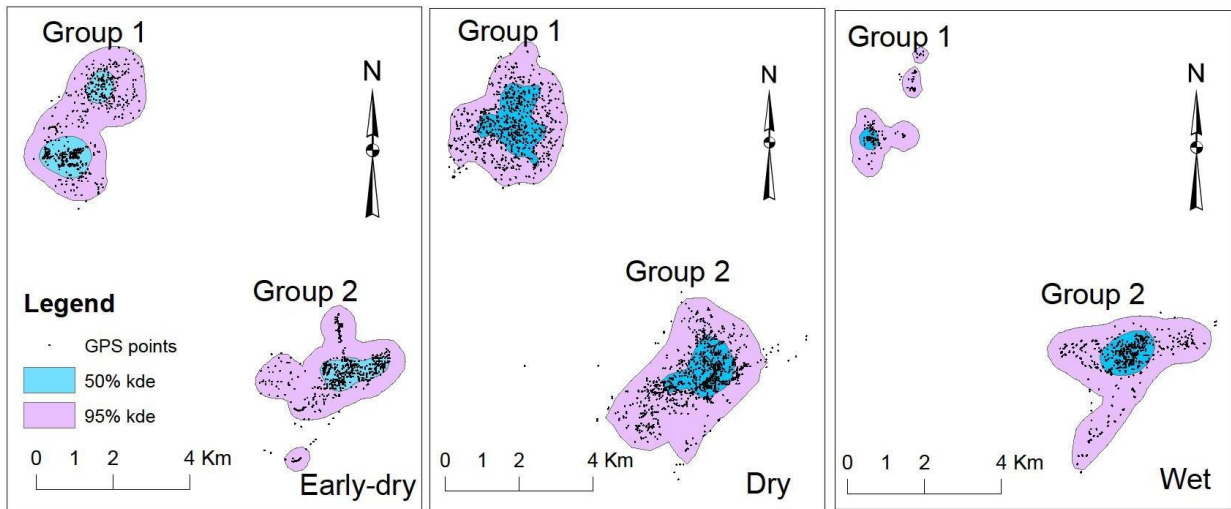 Group 1
N
Group 2
Legend
GPS points
50% kde
95% kde
0 1 2 4 Km
Early-dry
Group 1
N
Group 2
0 1 2 4 Km
Dry
Group 1
N
Group 2
0 1 2 4 Km
Wet